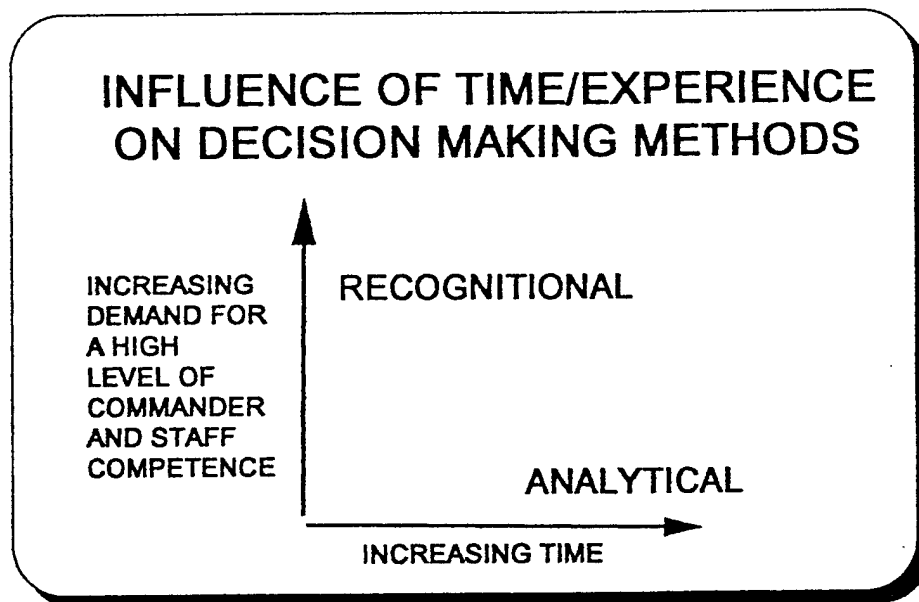 INFLUENCE OF TIME/EXPERIENCE
ON DECISION MAKING METHODS
INCREASING
DEMAND FOR
A HIGH
LEVEL OF
COMMANDER
AND STAFF
COMPETENCE
RECOGNITIONAL
ANALYTICAL
INCREASING TIME